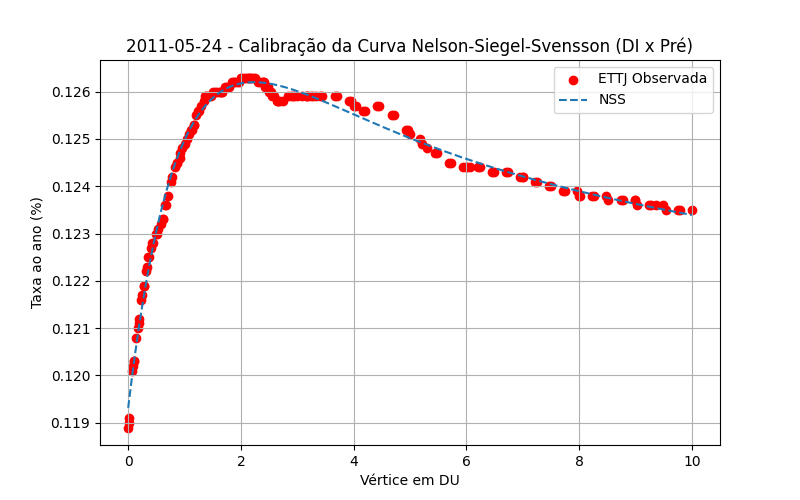 2011-05-24 - Calibração da Curva Nelson-Siegel-Svensson (DI x Pré)
ETTJ Observada
NSS
0.126
0.125
0.124
0.123
0.122
0.121
0.120
0.119
Taxa ao ano (%)
0 2 4 6 8 10
Vértice em DU